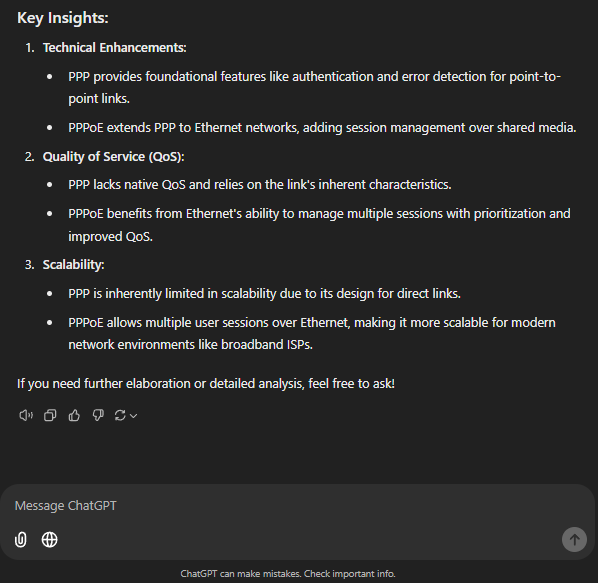 Key Insights:
1. Technical Enhancements:
• PPP provides foundational features like authentication and error detection for point-to-
point links.
• PPPoE extends PPP to Ethernet networks, adding session management over shared media.
2. Quality of Service (QoS):
• PPP lacks native QoS and relies on the link's inherent characteristics.
• PPPoE benefits from Ethernet's ability to manage multiple sessions with prioritization and
improved QoS.
3. Scalability:
• PPP is inherently limited in scalability due to its design for direct links.
• PPPoE allows multiple user sessions over Ethernet, making it more scalable for modern
network environments like broadband ISPs.
If you need further elaboration or detailed analysis, feel free to ask!
Message ChatGPT
ChatGPT can make mistakes. Check important info.